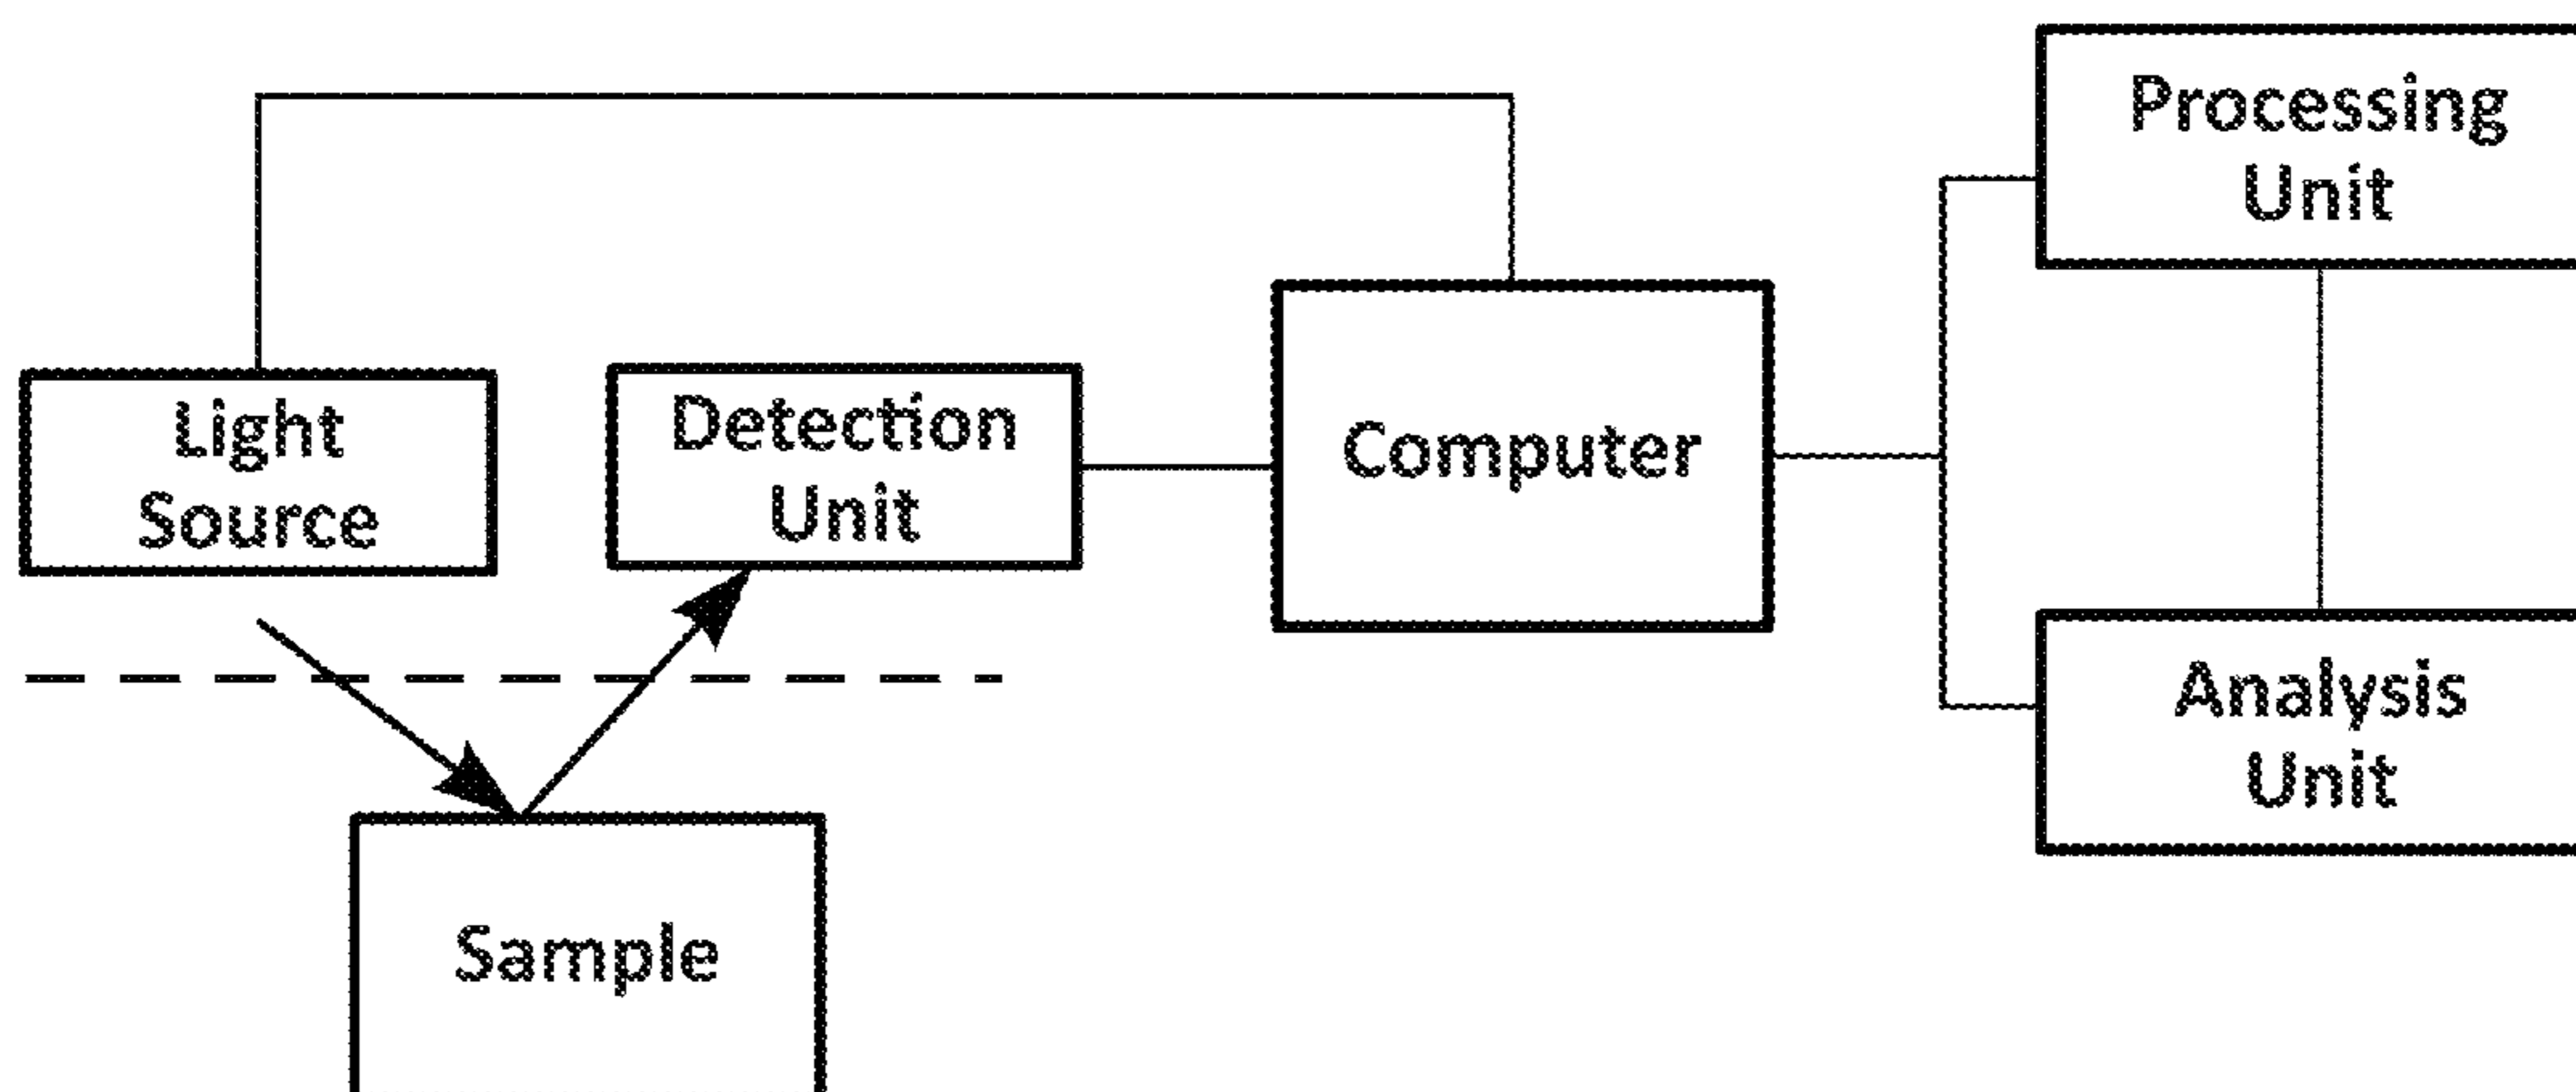 Processing
Unit
Light
Source
Detection
Unit
Computer
Analysis
Unit
Sample